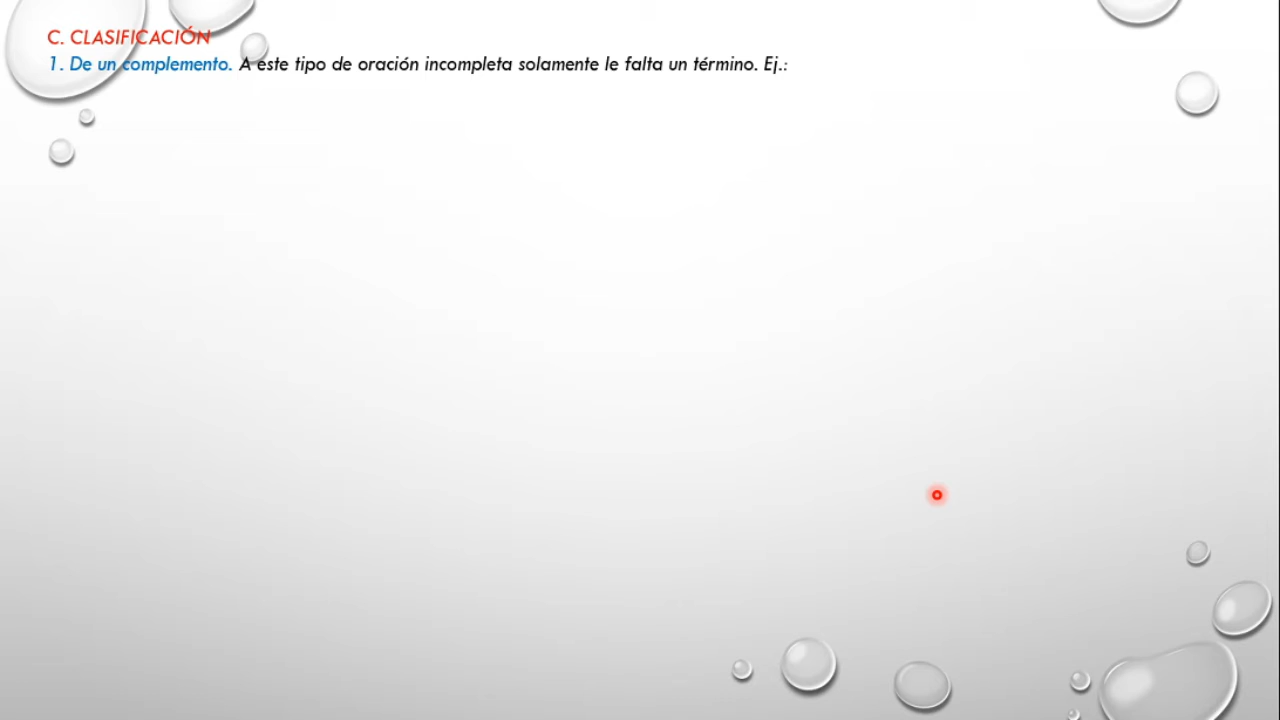 C. CLASIFICACIÓN
1. De un complemento. A este tipo de oración incompleta solamente le falta un término. Ej.: